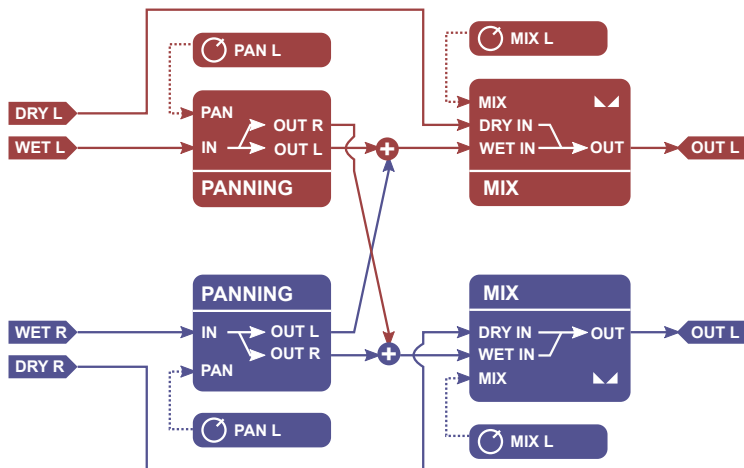 PAN L
MIX L
DRY L
PAN
MIX
OUT R
DRY IN
WET L
IN
OUT L
WET IN
OUT
OUT L
PANNING
MIX
PANNING
MIX
WET R
IN
OUT L
DRY IN
OUT
OUT L
OUT R
WET IN
DRY R
PAN
MIX
PAN L
MIX L